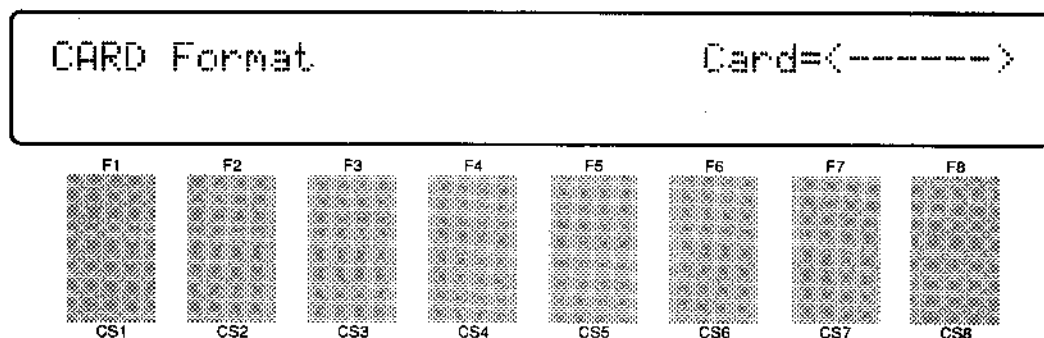 CARD Format Card=<------->
F1 F2 F3 F4 F5 F6 F7 F8
CS1 CS2 CS3 CS4 CS5 CS6 CS7 CS8